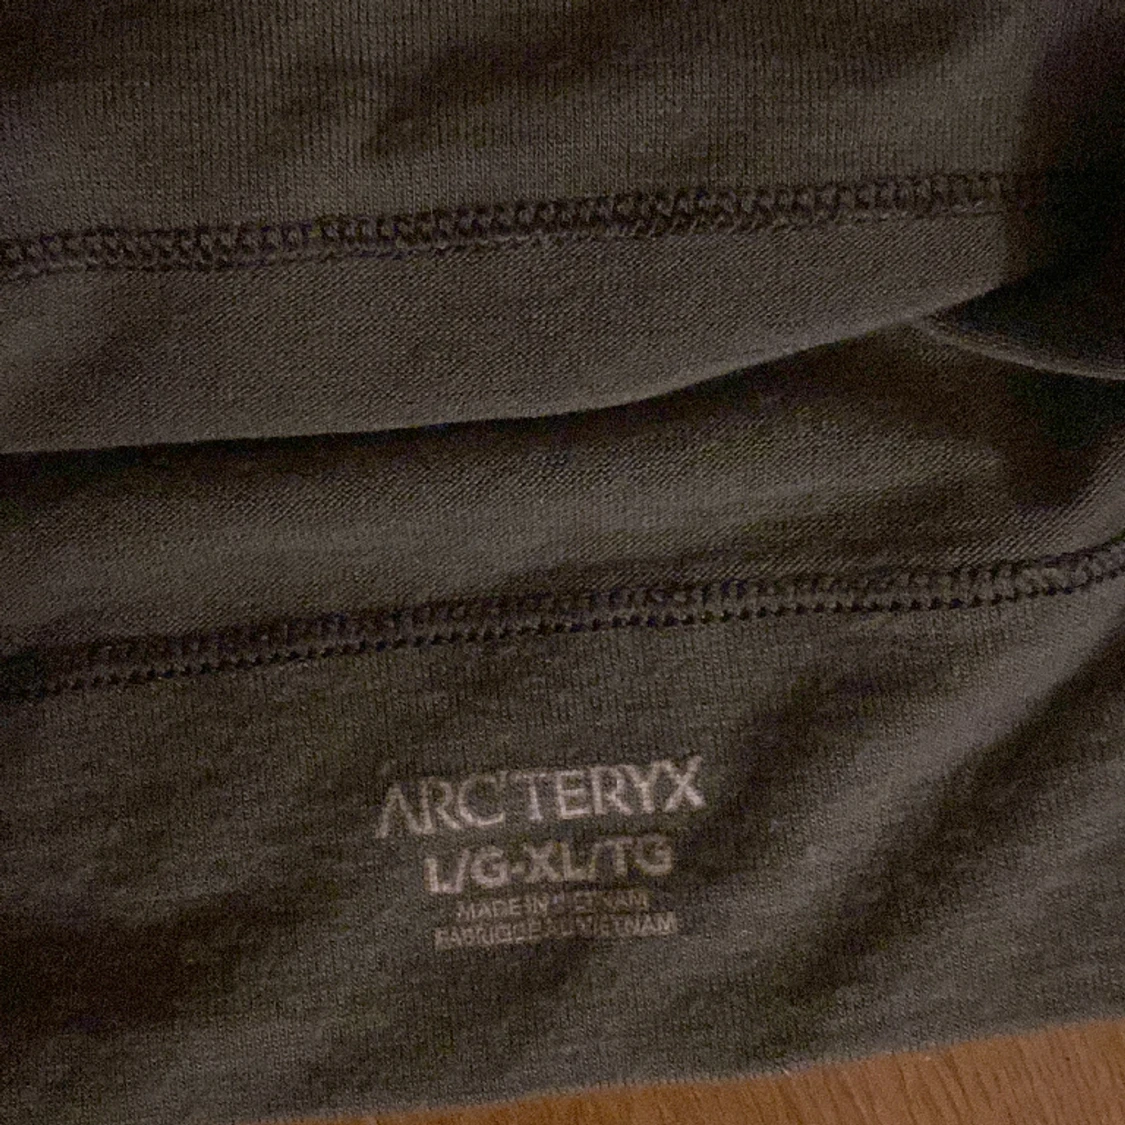 ARC'TERYX
L/G-XL/TG
MADE IN VIETNAM
FABRIQUÉ AU VIETNAM